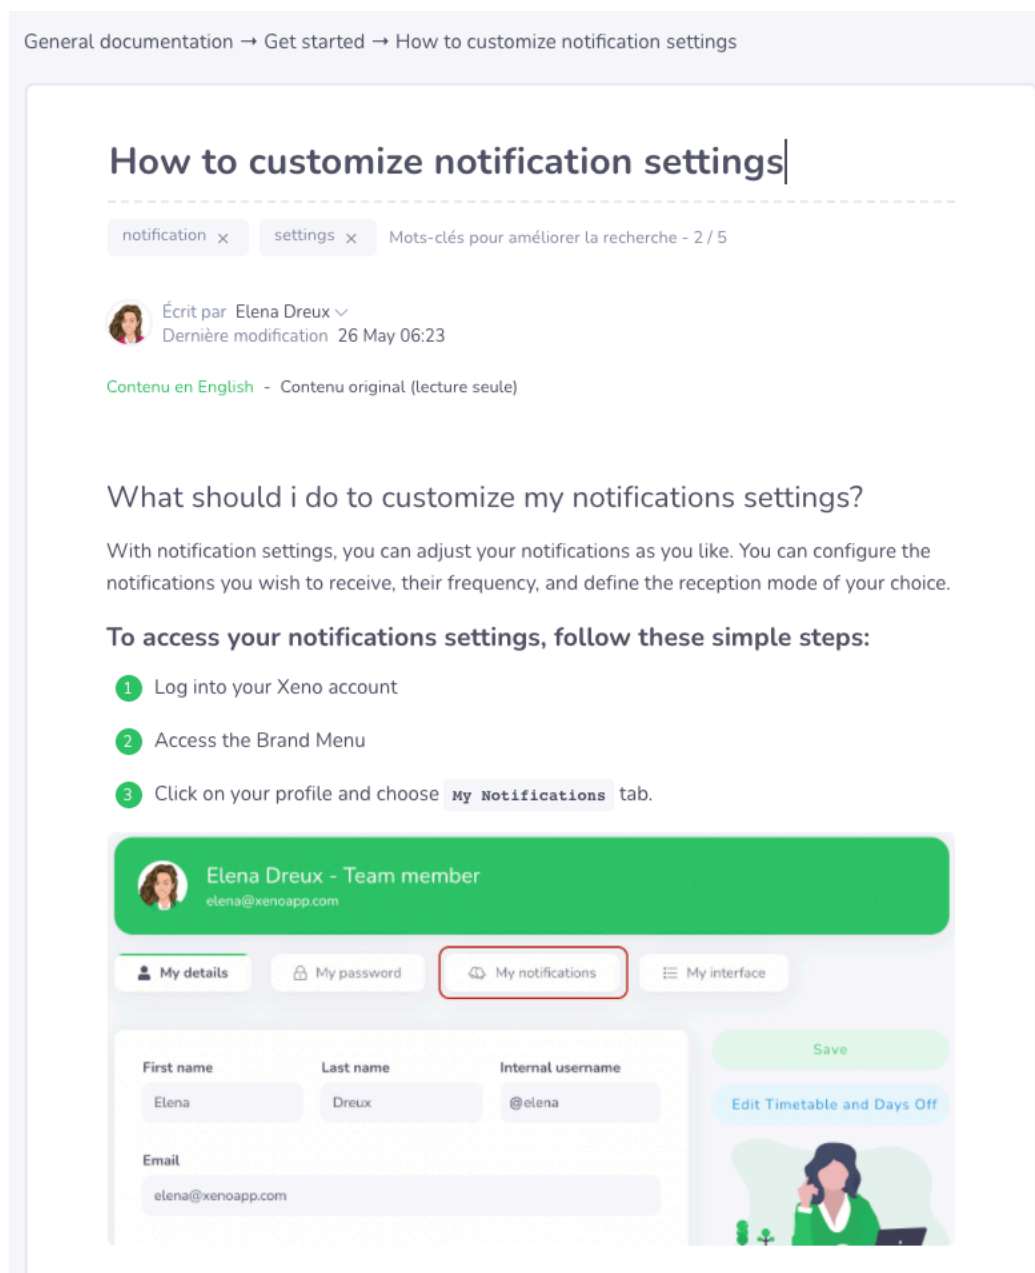 General documentation → Get started → How to customize notification settings
How to customize notification settings
notification × settings × Mots-clés pour améliorer la recherche - 2 / 5
Écrit par Elena Dreux
Dernière modification 26 May 06:23
Contenu en English - Contenu original (lecture seule)
What should i do to customize my notifications settings?
With notification settings, you can adjust your notifications as you like. You can configure the
notifications you wish to receive, their frequency, and define the reception mode of your choice.
To access your notifications settings, follow these simple steps:
1 Log into your Xeno account
2 Access the Brand Menu
3 Click on your profile and choose My Notifications tab.
Elena Dreux - Team member
elena@xenoapp.com
My details My password My notifications My interface
Save
First name Last name Internal username
Elena Dreux @elena
Edit Timetable and Days Off
Email
elena@xenoapp.com